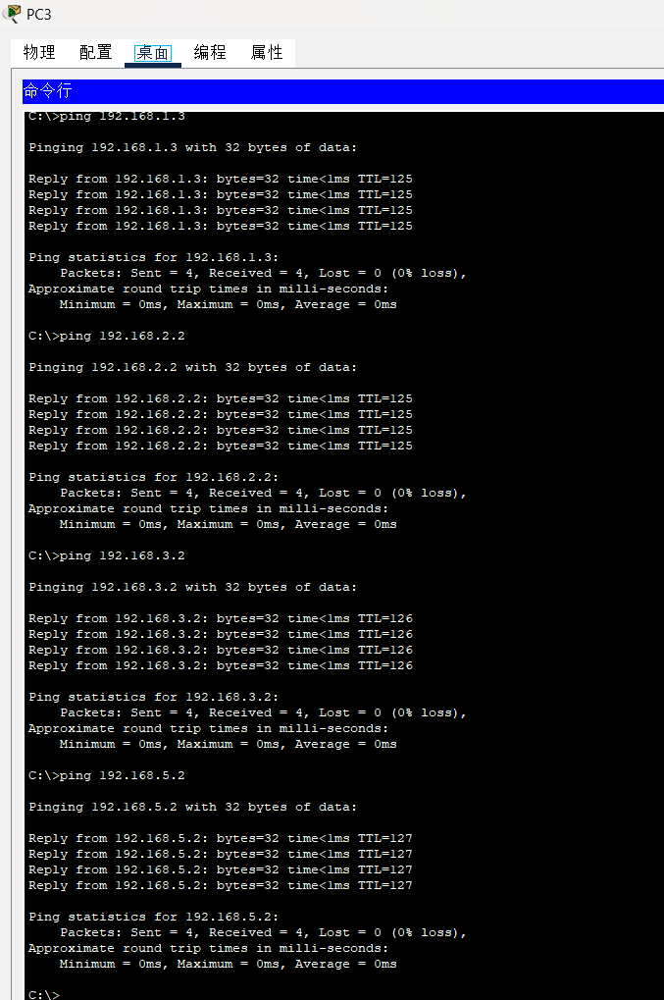 PC3
物理 配置 桌面 编程 属性
命令行
C:\>ping 192.168.1.3
Pinging 192.168.1.3 with 32 bytes of data:
Reply from 192.168.1.3: bytes=32 time<1ms TTL=125
Reply from 192.168.1.3: bytes=32 time<1ms TTL=125
Reply from 192.168.1.3: bytes=32 time<1ms TTL=125
Reply from 192.168.1.3: bytes=32 time<1ms TTL=125
Ping statistics for 192.168.1.3:
Packets: Sent = 4, Received = 4, Lost = 0 (0% loss),
Approximate round trip times in milli-seconds:
Minimum = 0ms, Maximum = 0ms, Average = 0ms
C:\>ping 192.168.2.2
Pinging 192.168.2.2 with 32 bytes of data:
Reply from 192.168.2.2: bytes=32 time<1ms TTL=125
Reply from 192.168.2.2: bytes=32 time<1ms TTL=125
Reply from 192.168.2.2: bytes=32 time<1ms TTL=125
Reply from 192.168.2.2: bytes=32 time<1ms TTL=125
Ping statistics for 192.168.2.2:
Packets: Sent = 4, Received = 4, Lost = 0 (0% loss),
Approximate round trip times in milli-seconds:
Minimum = 0ms, Maximum = 0ms, Average = 0ms
C:\>ping 192.168.3.2
Pinging 192.168.3.2 with 32 bytes of data:
Reply from 192.168.3.2: bytes=32 time<1ms TTL=126
Reply from 192.168.3.2: bytes=32 time<1ms TTL=126
Reply from 192.168.3.2: bytes=32 time<1ms TTL=126
Reply from 192.168.3.2: bytes=32 time<1ms TTL=126
Ping statistics for 192.168.3.2:
Packets: Sent = 4, Received = 4, Lost = 0 (0% loss),
Approximate round trip times in milli-seconds:
Minimum = 0ms, Maximum = 0ms, Average = 0ms
C:\>ping 192.168.5.2
Pinging 192.168.5.2 with 32 bytes of data:
Reply from 192.168.5.2: bytes=32 time<1ms TTL=127
Reply from 192.168.5.2: bytes=32 time<1ms TTL=127
Reply from 192.168.5.2: bytes=32 time<1ms TTL=127
Reply from 192.168.5.2: bytes=32 time<1ms TTL=127
Ping statistics for 192.168.5.2:
Packets: Sent = 4, Received = 4, Lost = 0 (0% loss),
Approximate round trip times in milli-seconds:
Minimum = 0ms, Maximum = 0ms, Average = 0ms
C:\>